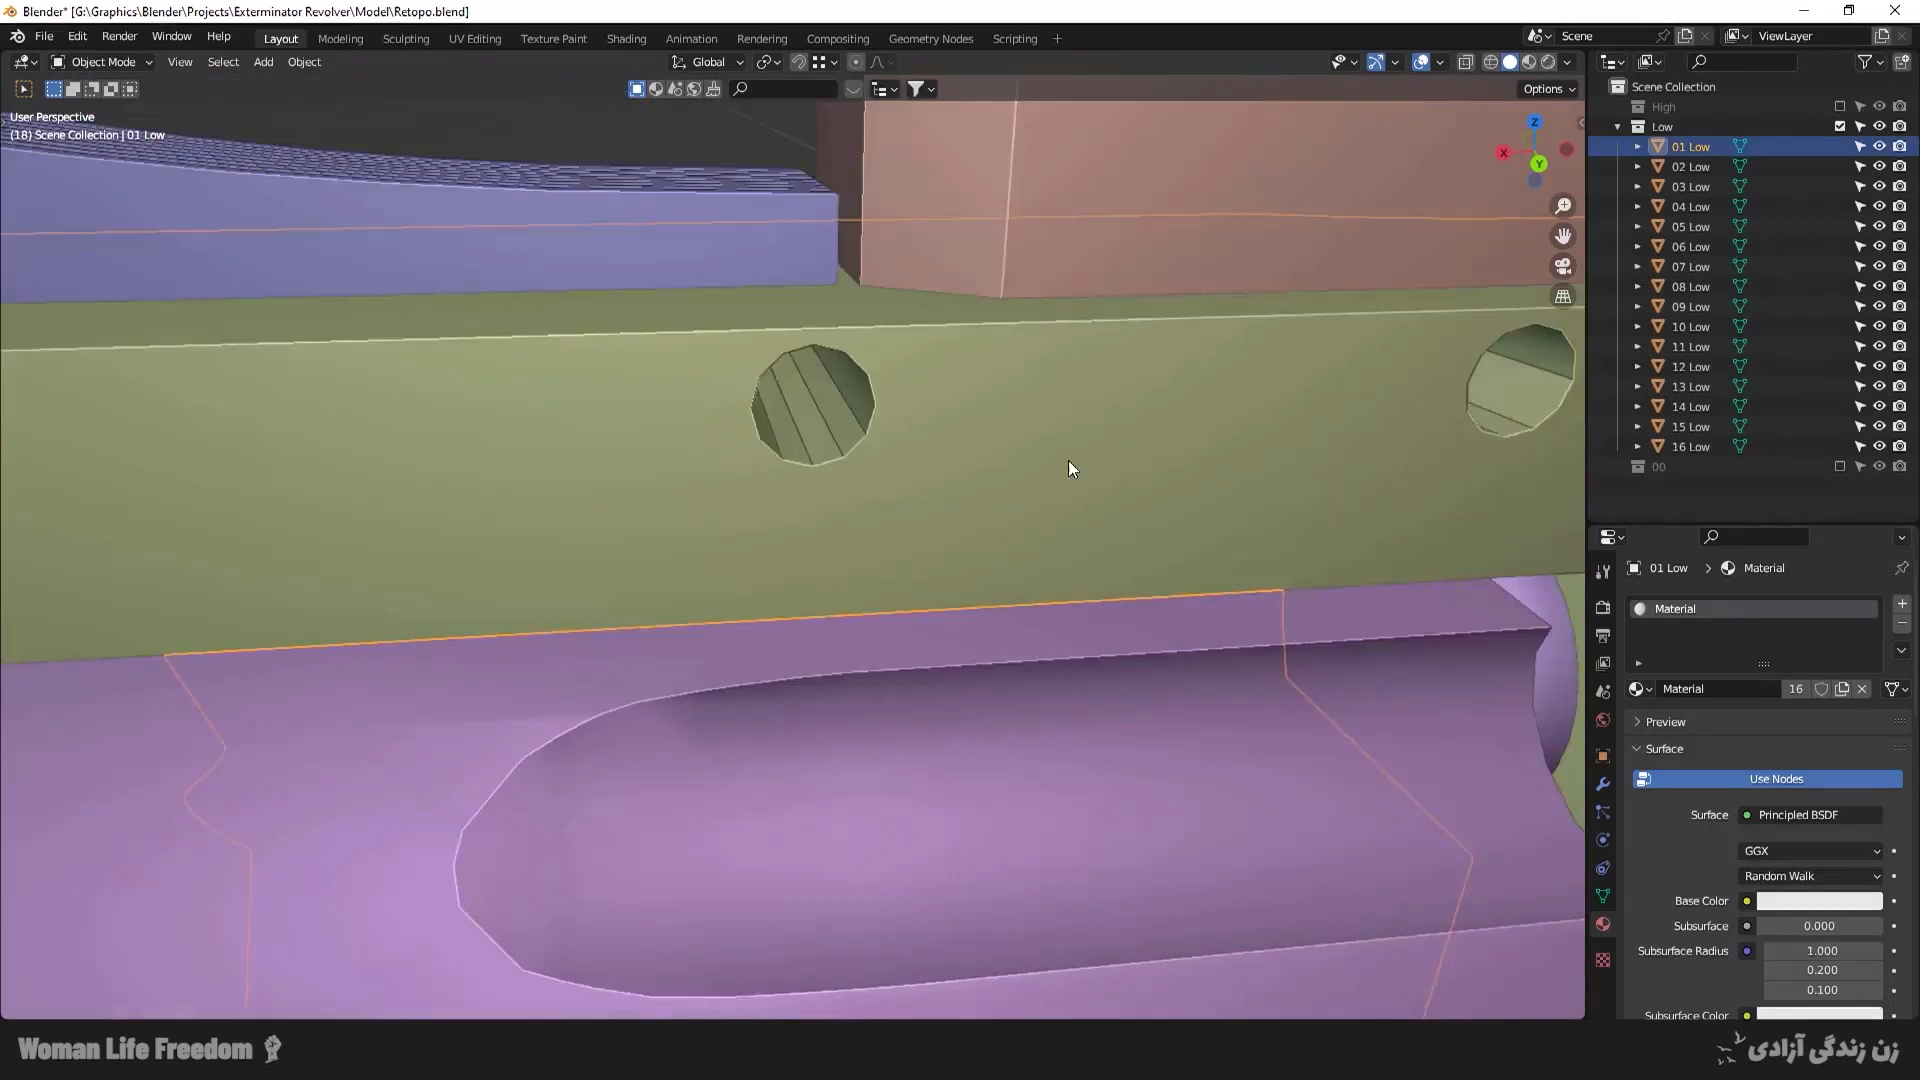 Blender* [G:\Graphics\Blender\Projects\Exterminator Revolver\Model\Retopo.blend]
File Edit Render Window Help
Layout Modeling Sculpting UV Editing Texture Paint Shading Animation Rendering Compositing Geometry Nodes Scripting +
Scene
ViewLayer
Object Mode View Select Add Object
Global
Options
User Perspective
(18) Scene Collection | 01 Low
Z
X
Y
Scene Collection
High
Low
01 Low
02 Low
03 Low
04 Low
05 Low
06 Low
07 Low
08 Low
09 Low
10 Low
11 Low
12 Low
13 Low
14 Low
15 Low
16 Low
00
01 Low > Material
Material
Material 16
Preview
Surface
Use Nodes
Surface Principled BSDF
GGX
Random Walk
Base Color
Subsurface 0.000
Subsurface Radius 1.000
0.200
0.100
Subsurface Color
Woman Life Freedom
زن زندگی آزادی